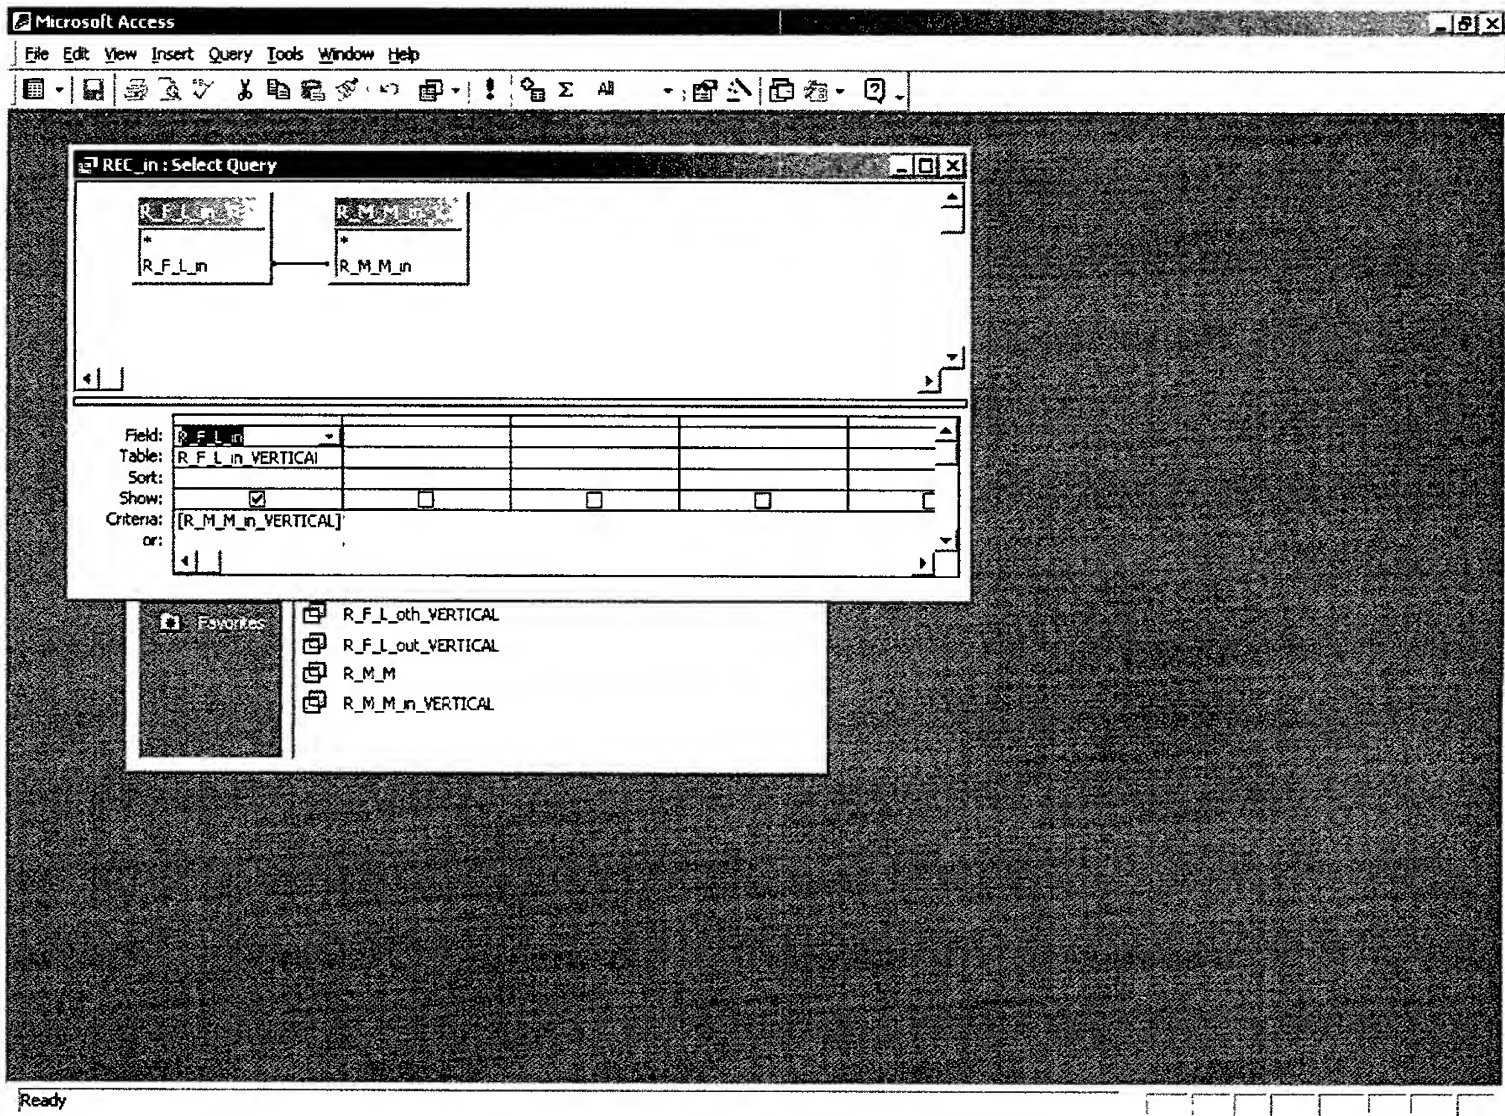 Microsoft Access
File Edit View Insert Query Tools Window Help
Σ All
REC_in : Select Query
* *
R_F_L_in R_M_M_in
Field: R_F_L_in
Table: R_F_L_in_VERTICAL
Sort:
Show:
Criteria: [R_M_M_in_VERTICAL]
or:
Favorites
R_F_L_oth_VERTICAL
R_F_L_out_VERTICAL
R_M_M
R_M_M_in_VERTICAL
Ready